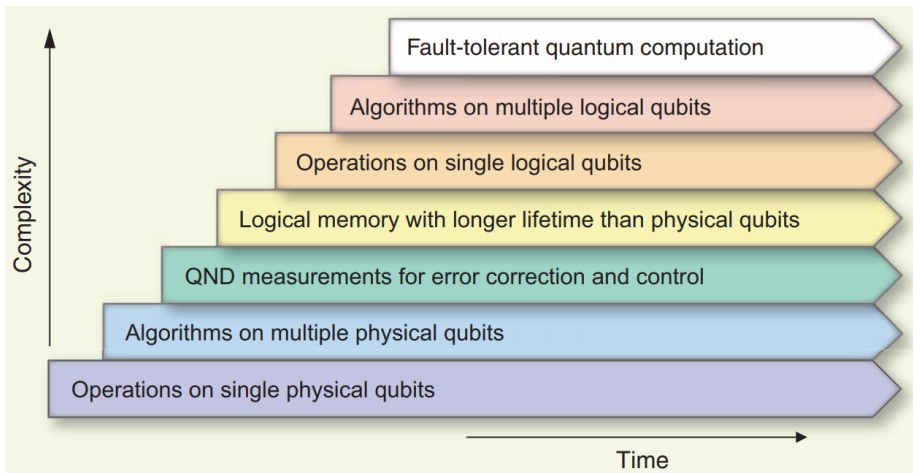 Fault-tolerant quantum computation
Algorithms on multiple logical qubits
Operations on single logical qubits
Logical memory with longer lifetime than physical qubits
QND measurements for error correction and control
Algorithms on multiple physical qubits
Operations on single physical qubits
Complexity
Time